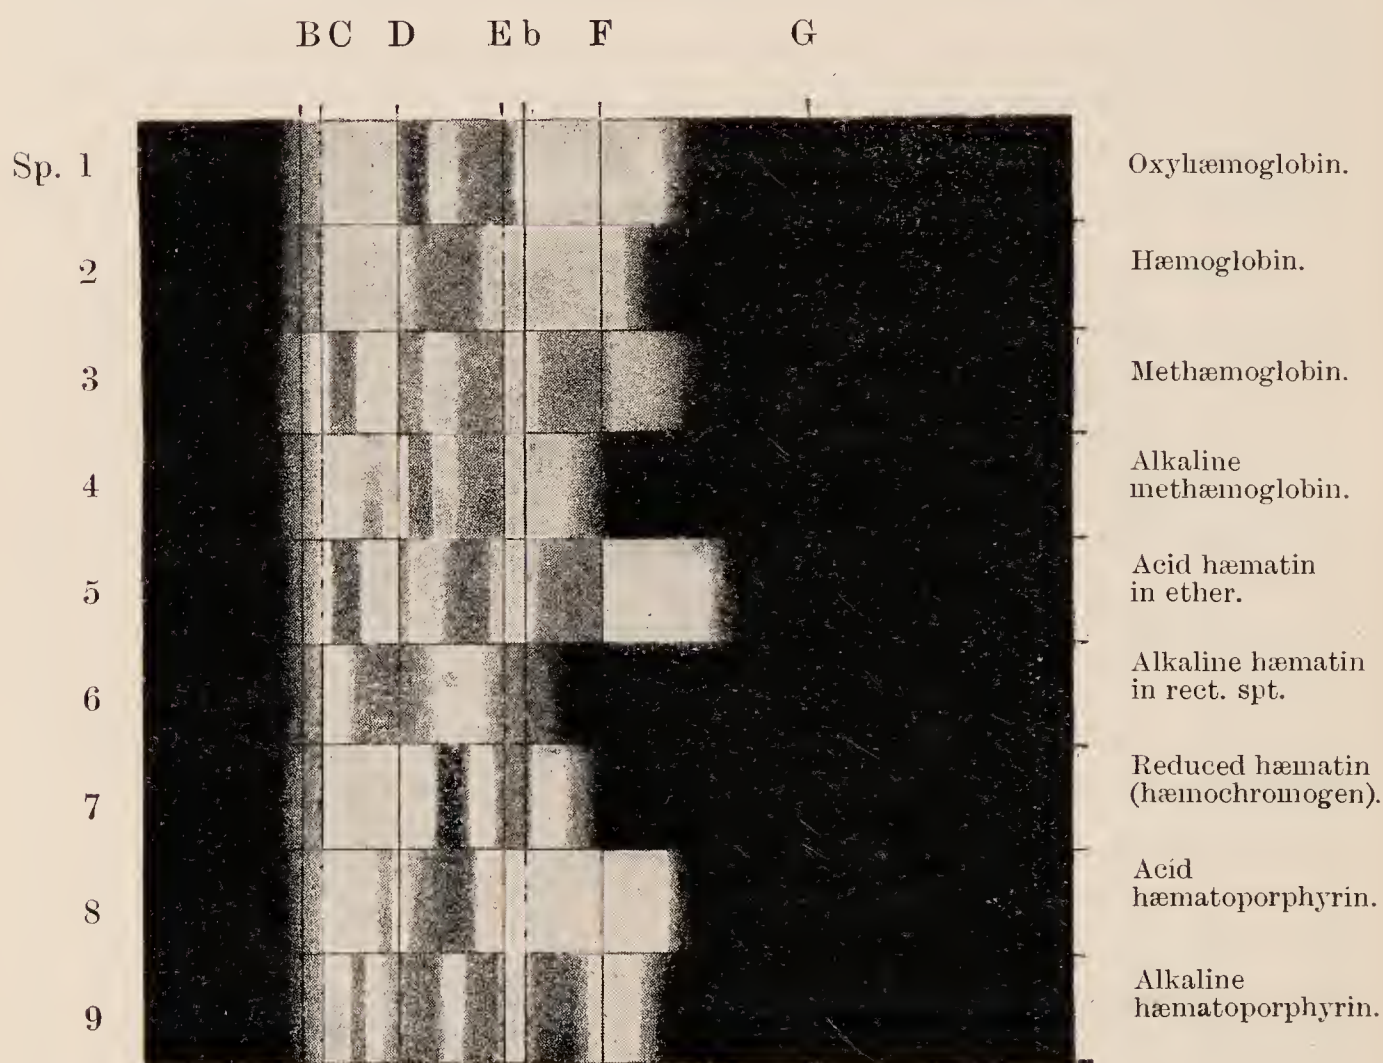 B C D E b F G
Sp. 1 Oxyhæmoglobin.
2 Hæmoglobin.
3 Methæmoglobin.
4 Alkaline
methæmoglobin.
5 Acid hæmatin
in ether.
6 Alkaline hæmatin
in rect. spt.
7 Reduced hæmatin
(hæmochromogen).
8 Acid
hæmatoporphyrin.
9 Alkaline
hæmatoporphyrin.